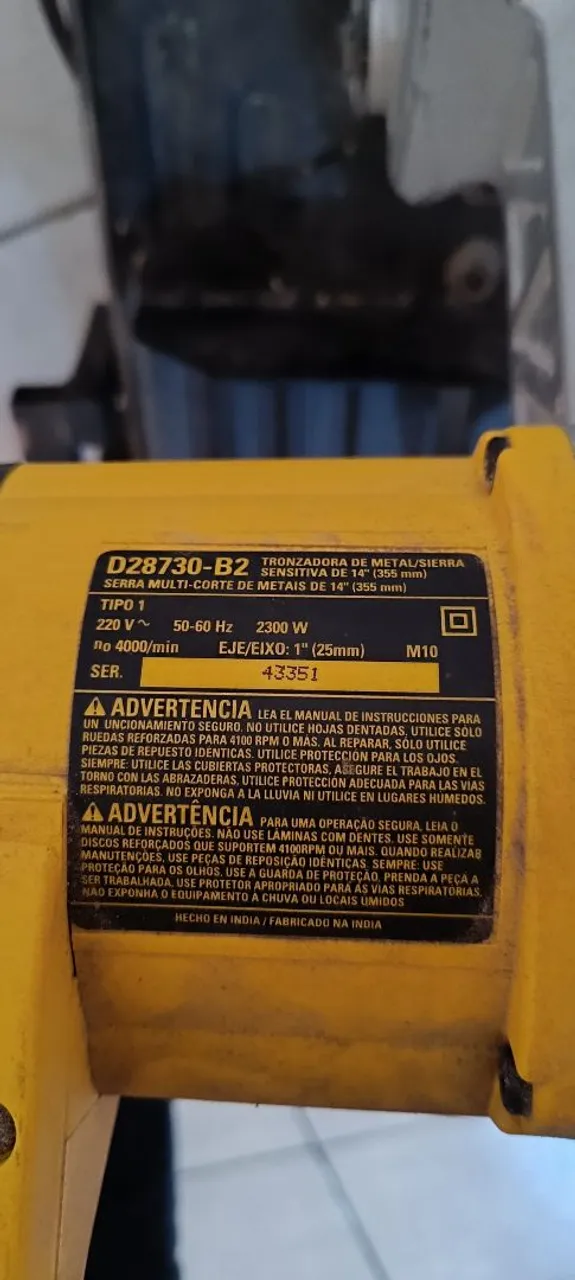 D28730-B2 TRONZADORA DE METAL/SIERRA
SENSITIVA DE 14" (355 mm)
SERRA MULTI-CORTE DE METAIS DE 14" (355 mm)
TIPO 1
220 V ~ 50-60 Hz 2300 W
no 4000/min EJE/EIXO: 1" (25mm) M10
SER. 43351
ADVERTENCIA LEA EL MANUAL DE INSTRUCCIONES PARA
UN UNCIONAMIENTO SEGURO. NO UTILICE HOJAS DENTADAS, UTILICE SÓLO
RUEDAS REFORZADAS PARA 4100 RPM O MAS. AL REPARAR, SÓLO UTILICE
PIEZAS DE REPUESTO IDENTICAS. UTILICE PROTECCIÓN PARA LOS OJOS.
SIEMPRE: UTILICE LAS CUBIERTAS PROTECTORAS, ASEGURE EL TRABAJO EN EL
TORNO CON LAS ABRAZADERAS, UTILICE PROTECCIÓN ADECUADA PARA LAS VÍAS
RESPIRATORIAS. NO EXPONGA A LA LLUVIA NI UTILICE EN LUGARES HUMEDOS.
ADVERTÊNCIA PARA UMA OPERAÇÃO SEGURA, LEIA O
MANUAL DE INSTRUÇÕES. NÃO USE LÂMINAS COM DENTES. USE SOMENTE
DISCOS REFORÇADOS QUE SUPORTEM 4100RPM OU MAIS. QUANDO REALIZAR
MANUTENÇÕES, USE PEÇAS DE REPOSIÇÃO IDÊNTICAS. SEMPRE: USE
PROTEÇÃO PARA OS OLHOS. USE A GUARDA DE PROTEÇÃO, PRENDA A PEÇA A
SER TRABALHADA, USE PROTETOR APROPRIADO PARA AS VIAS RESPIRATÓRIAS.
NÃO EXPONHA O EQUIPAMENTO À CHUVA OU LOCAIS ÚMIDOS
HECHO EN INDIA / FABRICADO NA INDIA